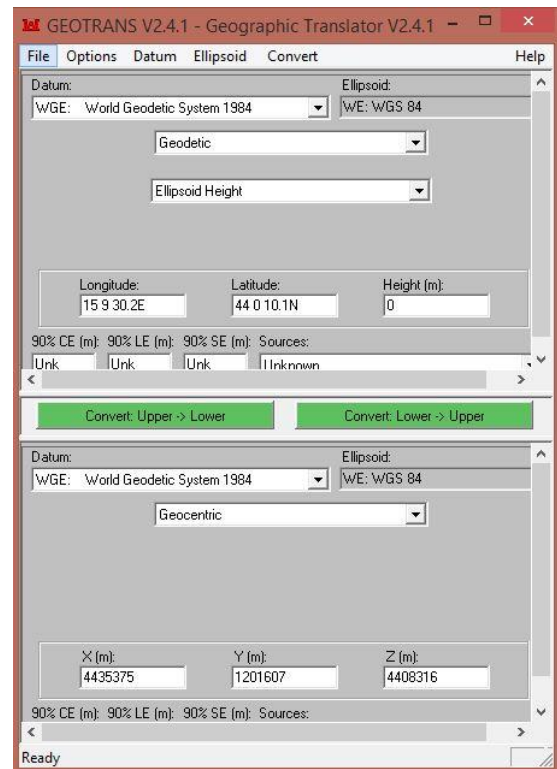 GEOTRANS V2.4.1 - Geographic Translator V2.4.1
File Options Datum Ellipsoid Convert Help
Datum: Ellipsoid:
WGE: World Geodetic System 1984 WE: WGS 84
Geodetic
Ellipsoid Height
Longitude: Latitude: Height (m):
15 9 30.2E 44 0 10.1N 0
90% CE (m): 90% LE (m): 90% SE (m): Sources:
Unk Unk Unk Unknown
Convert: Upper -> Lower Convert: Lower -> Upper
Datum: Ellipsoid:
WGE: World Geodetic System 1984 WE: WGS 84
Geocentric
X (m): Y (m): Z (m):
4435375 1201607 4408316
90% CE (m): 90% LE (m): 90% SE (m): Sources:
Ready